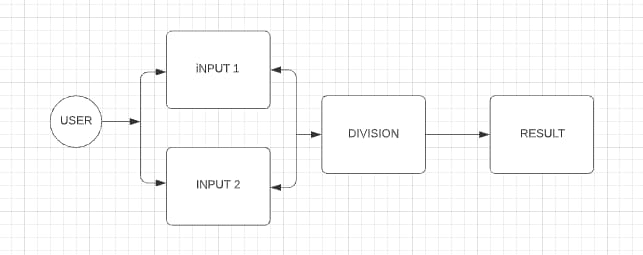 USER
iNPUT 1
INPUT 2
DIVISION
RESULT